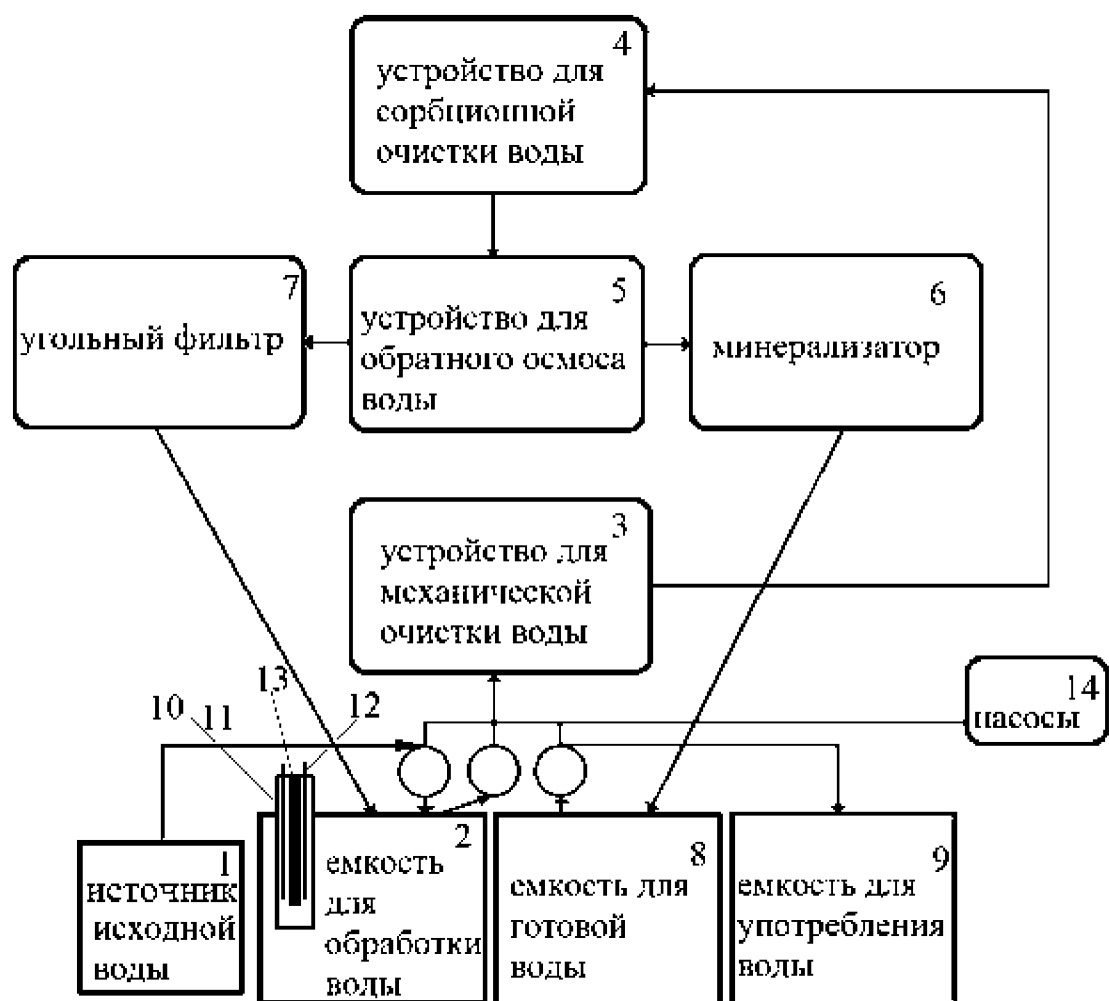 4
устройство для
сорбционной
очистки воды
7
угольный фильтр
5
устройство для
обратного осмоса
воды
6
минерализатор
3
устройство для
механической
очистки воды
14
насосы
13
10
11
12
1
источник
исходной
воды
2
емкость
для
обработки
воды
8
емкость для
готовой
воды
9
емкость для
употребления
воды